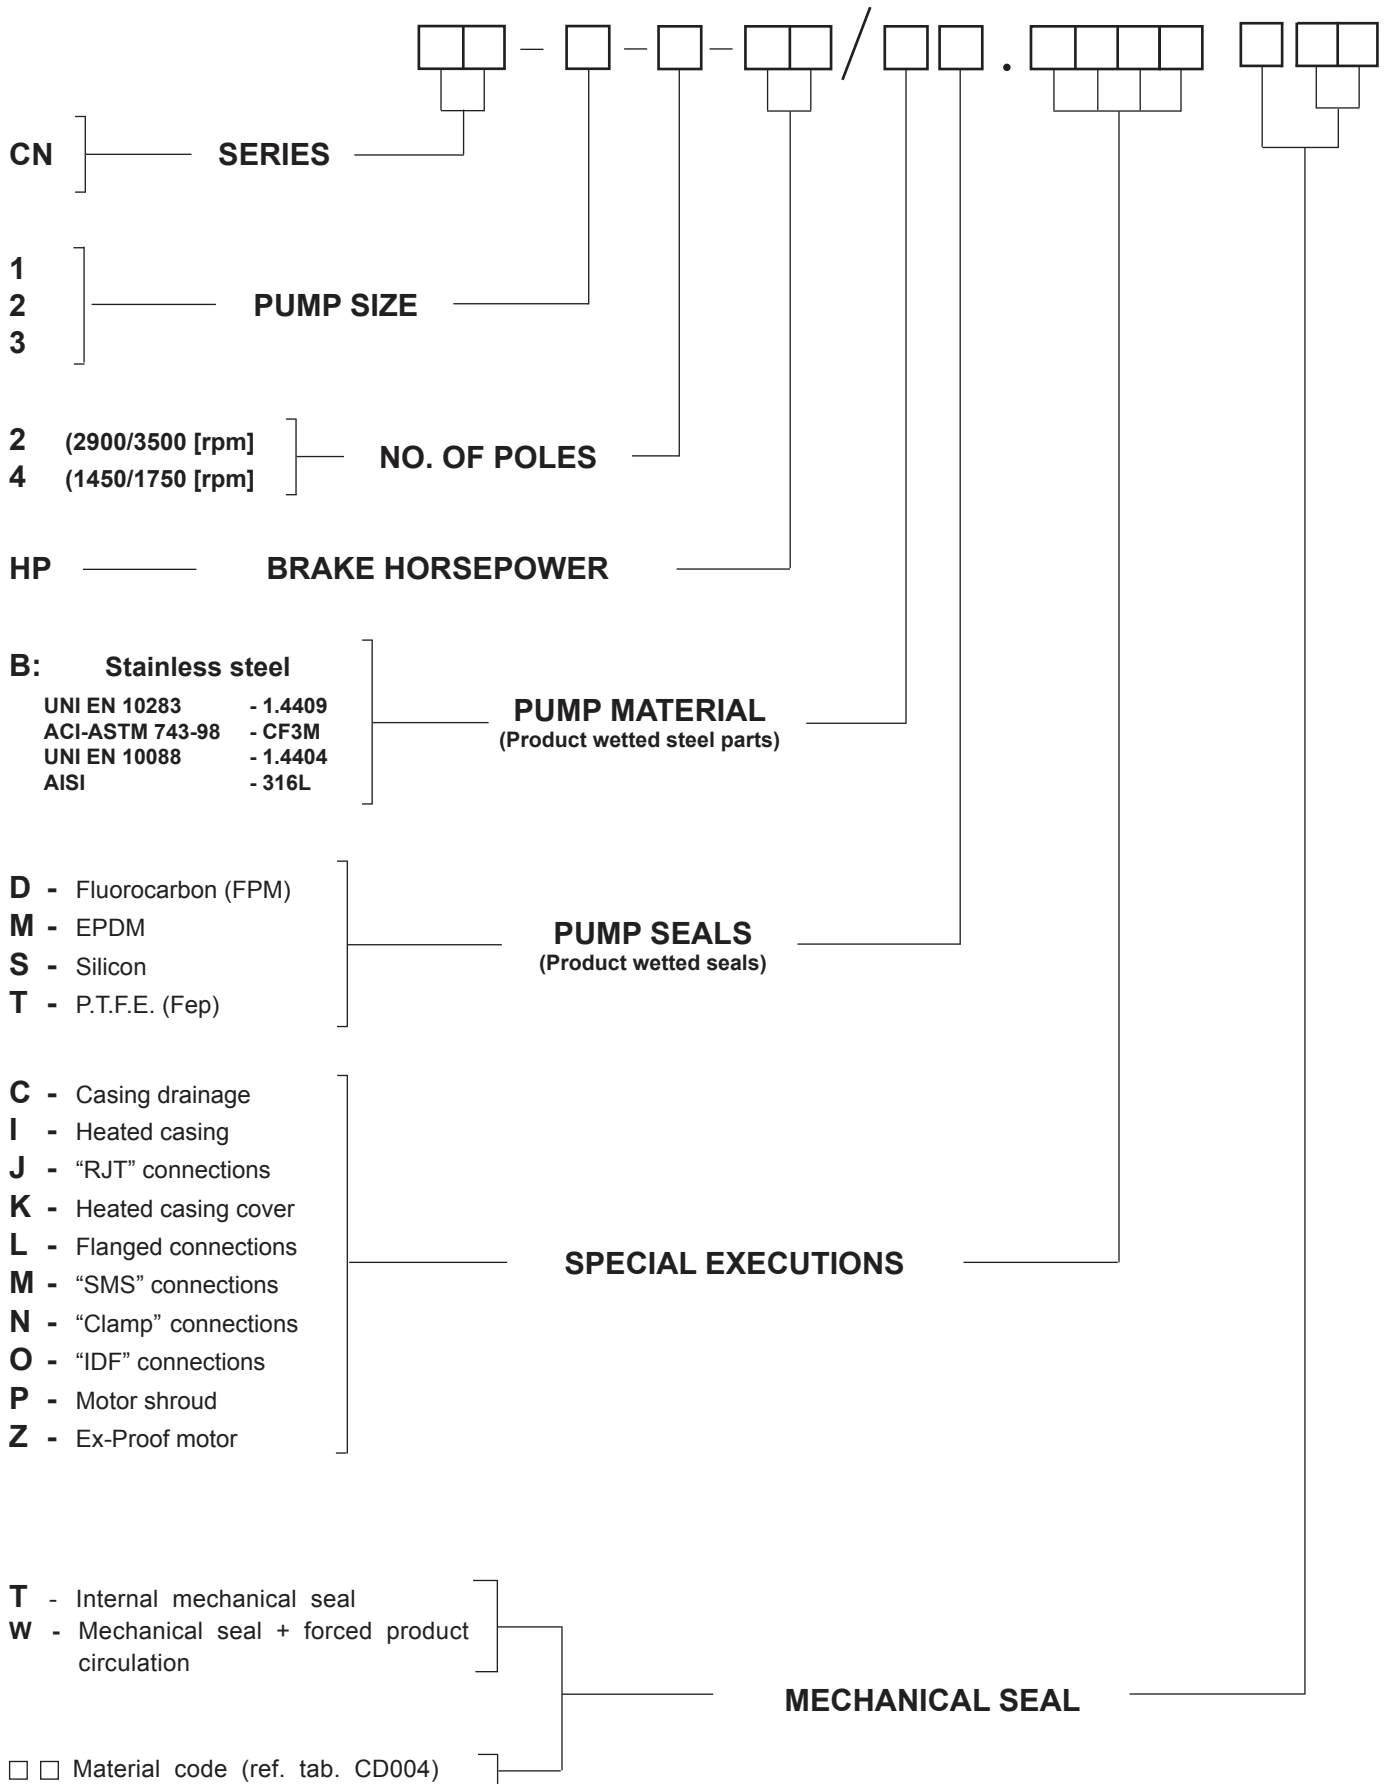 □□ - □ - □ - □□ / □□ . □□□□ □ □□
CN SERIES
1
2
3
PUMP SIZE
2 (2900/3500 [rpm]
4 (1450/1750 [rpm]
NO. OF POLES
HP BRAKE HORSEPOWER
B: Stainless steel
UNI EN 10283 - 1.4409
ACI-ASTM 743-98 - CF3M
UNI EN 10088 - 1.4404
AISI - 316L
PUMP MATERIAL
(Product wetted steel parts)
D - Fluorocarbon (FPM)
M - EPDM
S - Silicon
T - P.T.F.E. (Fep)
PUMP SEALS
(Product wetted seals)
C - Casing drainage
I - Heated casing
J - “RJT” connections
K - Heated casing cover
L - Flanged connections
M - “SMS” connections
N - “Clamp” connections
O - “IDF” connections
P - Motor shroud
Z - Ex-Proof motor
SPECIAL EXECUTIONS
T - Internal mechanical seal
W - Mechanical seal + forced product
circulation
MECHANICAL SEAL
□ □ Material code (ref. tab. CD004)